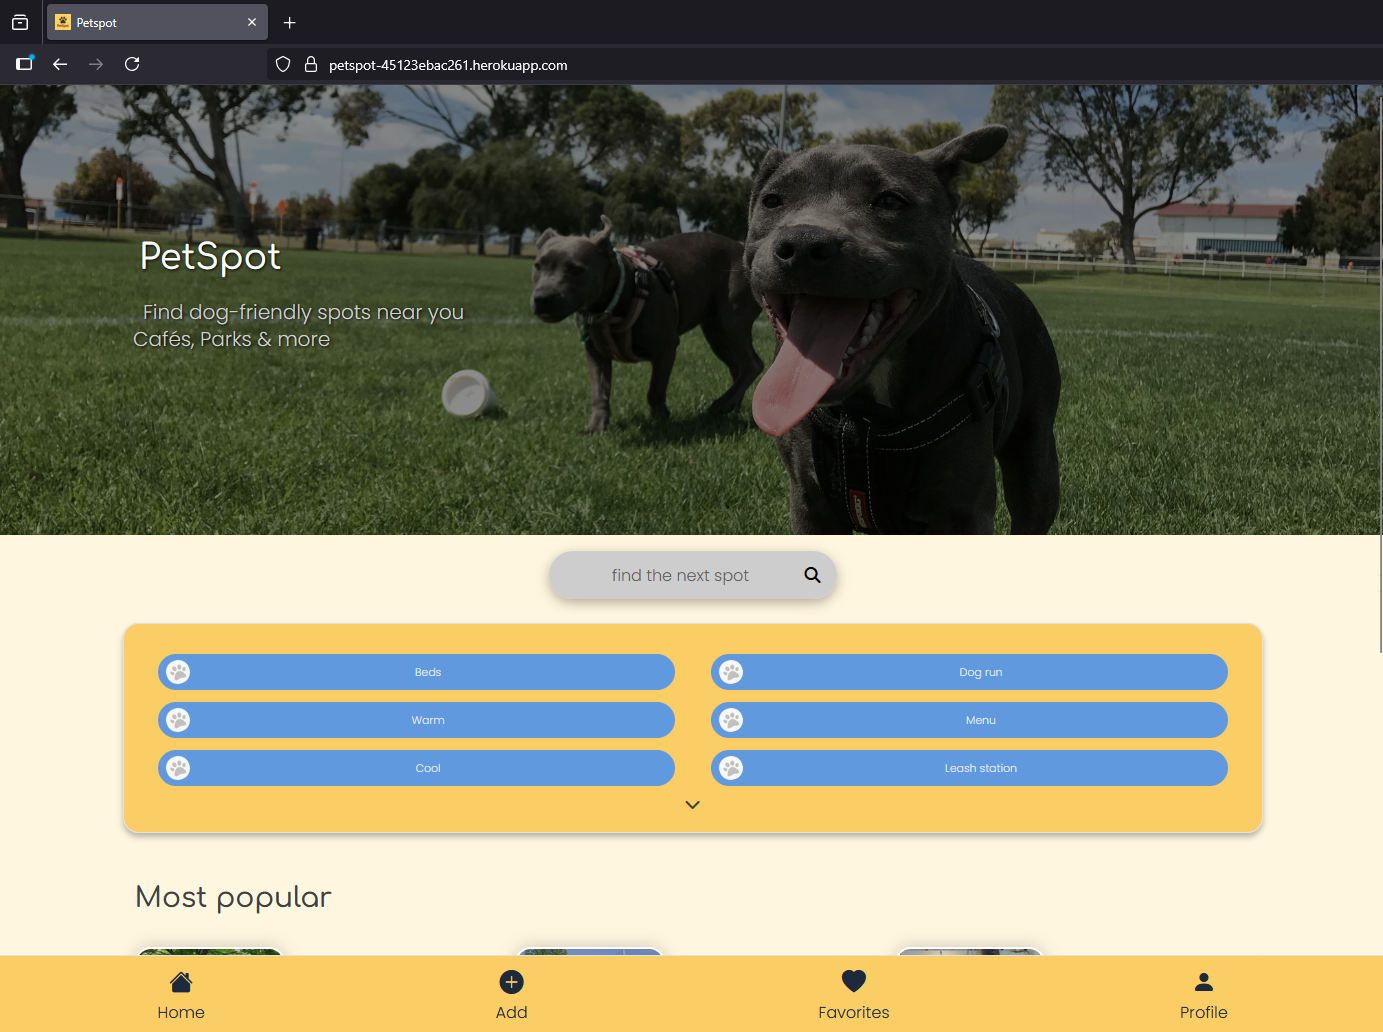 Petspot
petspot-45123ebac261.herokuapp.com
PetSpot
Find dog-friendly spots near you
Cafés, Parks & more
find the next spot
Beds
Dog run
Warm
Menu
Cool
Leash station
Most popular
Home
Add
Favorites
Profile